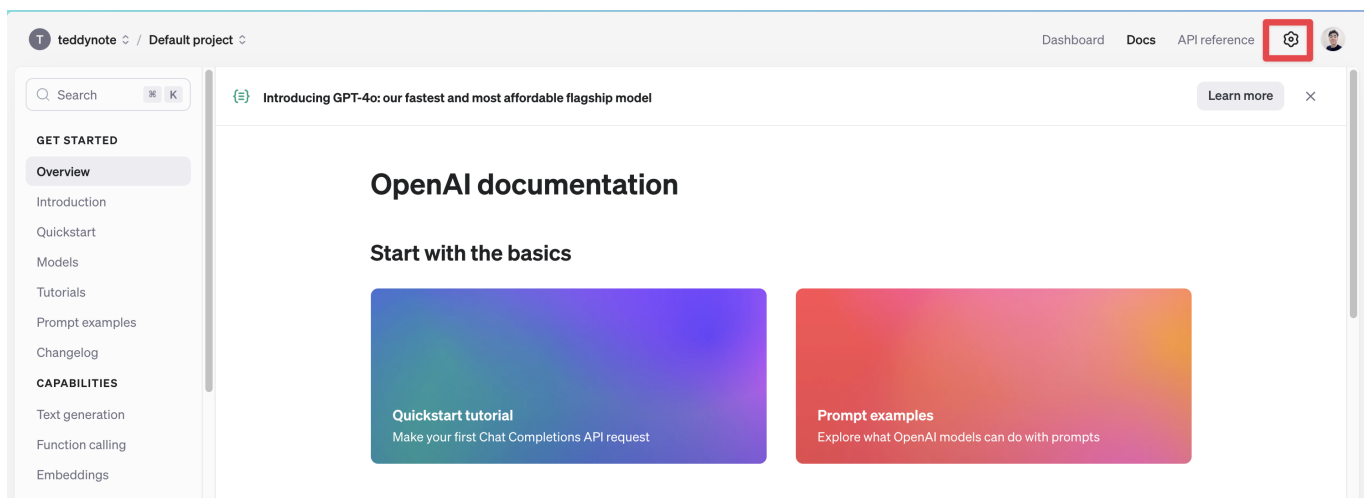 T teddynote / Default project
Dashboard Docs API reference
Search ⌘ K
Introducing GPT-4o: our fastest and most affordable flagship model
Learn more
GET STARTED
Overview
Introduction
Quickstart
Models
Tutorials
Prompt examples
Changelog
CAPABILITIES
Text generation
Function calling
Embeddings
OpenAI documentation
Start with the basics
Quickstart tutorial
Make your first Chat Completions API request
Prompt examples
Explore what OpenAI models can do with prompts